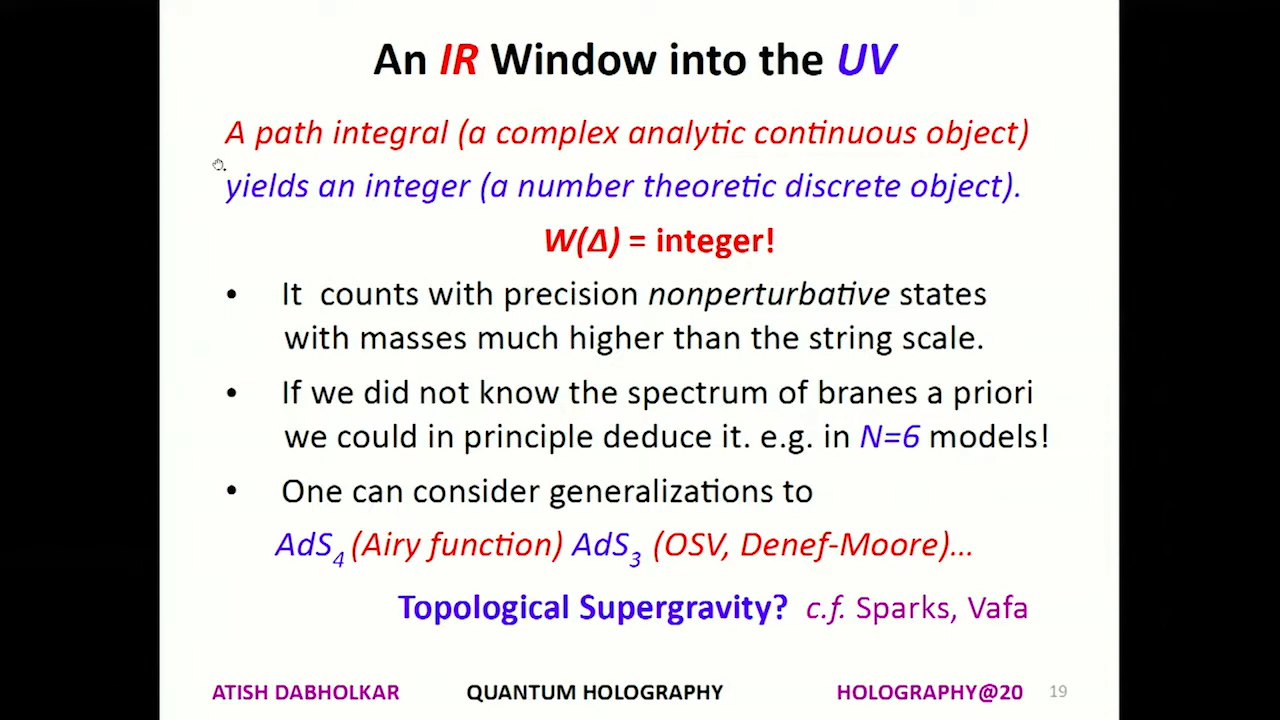 An IR Window into the UV
A path integral (a complex analytic continuous object)
yields an integer (a number theoretic discrete object).
W(Δ) = integer!
• It counts with precision nonperturbative states
with masses much higher than the string scale.
• If we did not know the spectrum of branes a priori
we could in principle deduce it. e.g. in N=6 models!
• One can consider generalizations to
AdS₄ (Airy function) AdS₃ (OSV, Denef-Moore)…
Topological Supergravity? c.f. Sparks, Vafa
ATISH DABHOLKAR QUANTUM HOLOGRAPHY HOLOGRAPHY@20 19